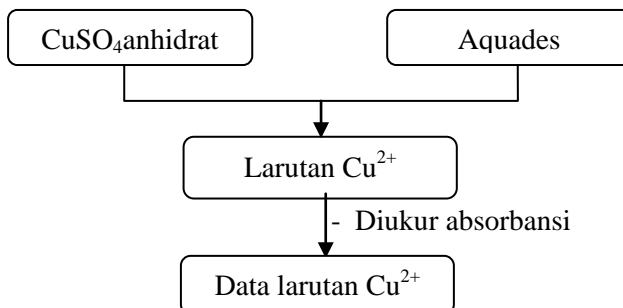 CuSO₄anhidrat
Aquades
Larutan Cu²⁺
- Diukur absorbansi
Data larutan Cu²⁺